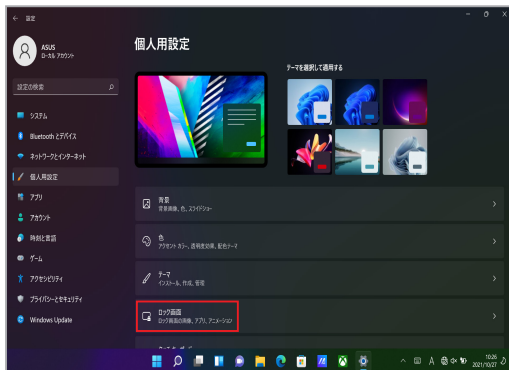 設定
ASUS
ローカル アカウント
設定の検索
システム
Bluetooth とデバイス
ネットワークとインターネット
個人用設定
アプリ
アカウント
時刻と言語
ゲーム
アクセシビリティ
プライバシーとセキュリティ
Windows Update
個人用設定
テーマを選択して適用する
背景
背景画像、色、スライドショー
色
アクセント カラー、透明効果、配色テーマ
テーマ
インストール、作成、管理
ロック画面
ロック画面の画像、アプリ、アニメーション
A
10:26
2021/10/27